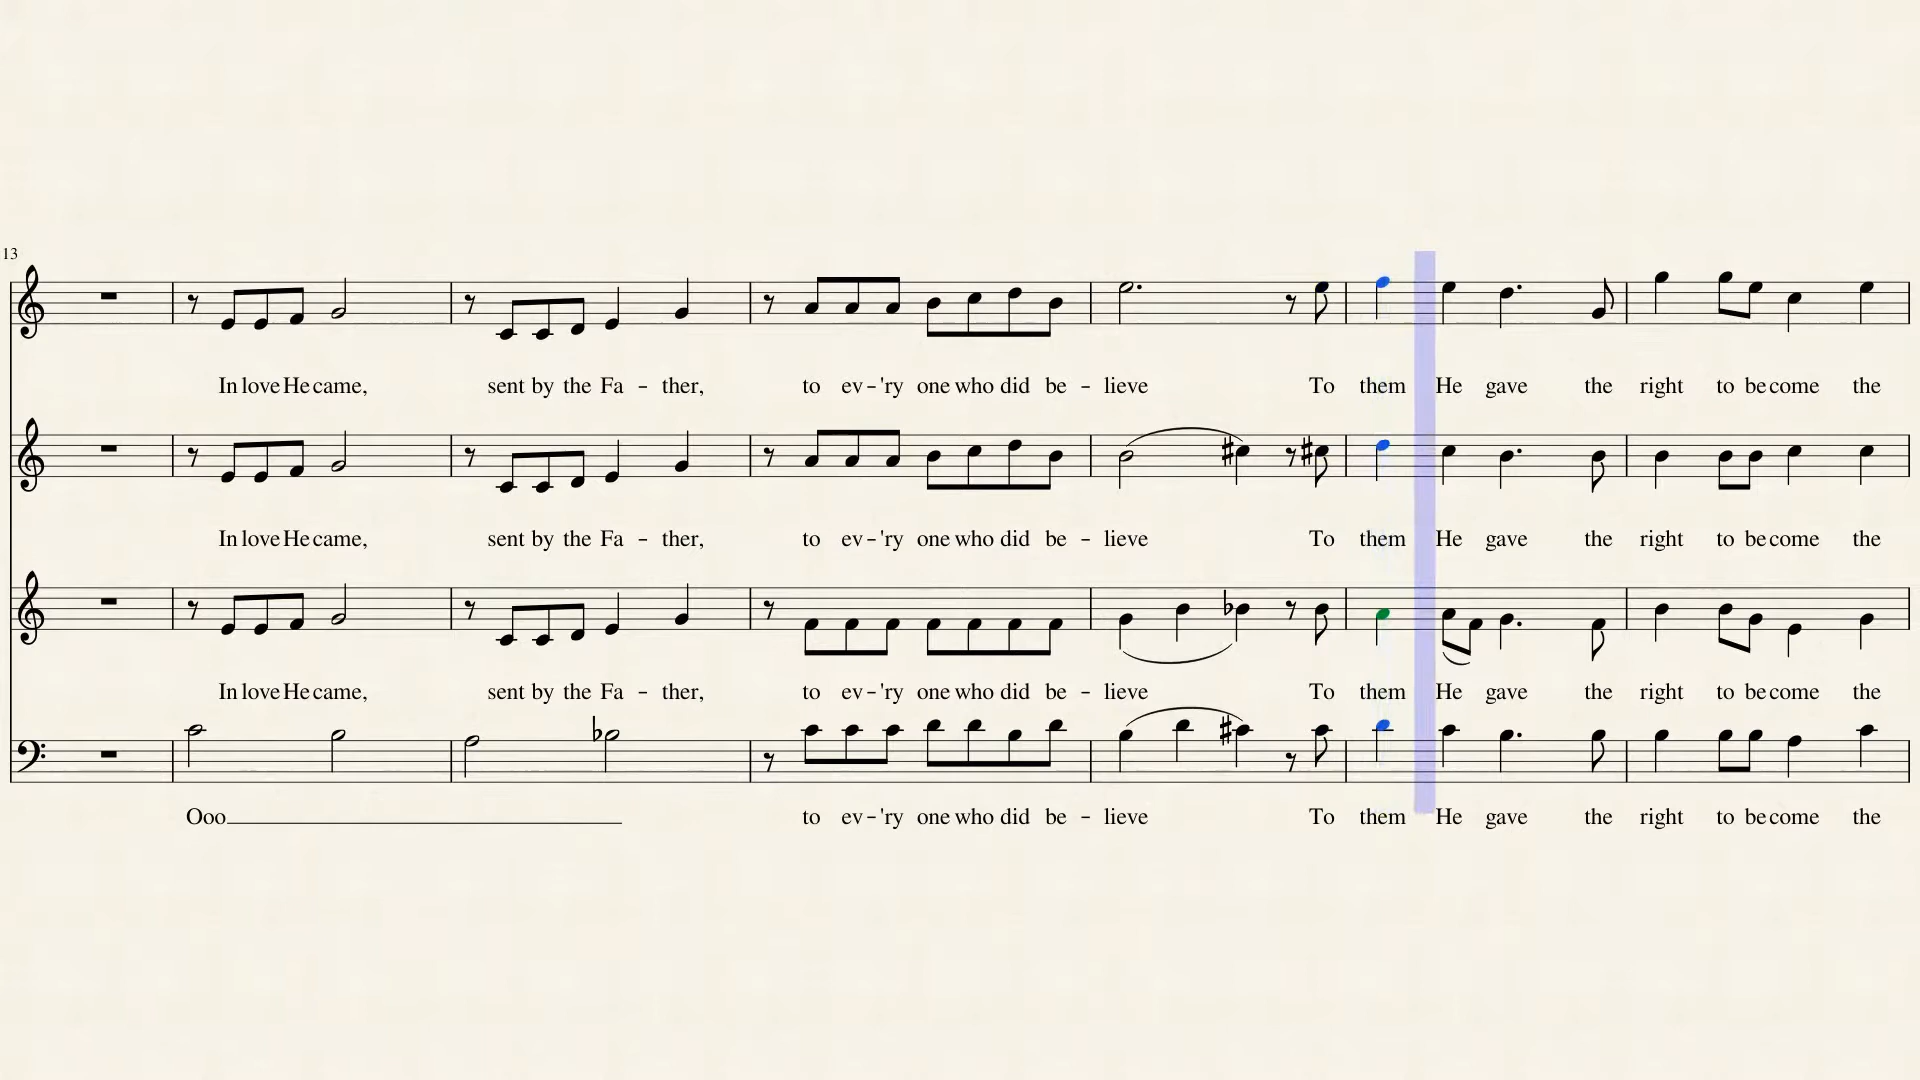 13
In love He came, sent by the Fa - ther, to ev-'ry one who did be - lieve To them He gave the right to be come the
In love He came, sent by the Fa - ther, to ev-'ry one who did be - lieve To them He gave the right to be come the
In love He came, sent by the Fa - ther, to ev-'ry one who did be - lieve To them He gave the right to be come the
Ooo to ev-'ry one who did be - lieve To them He gave the right to be come the